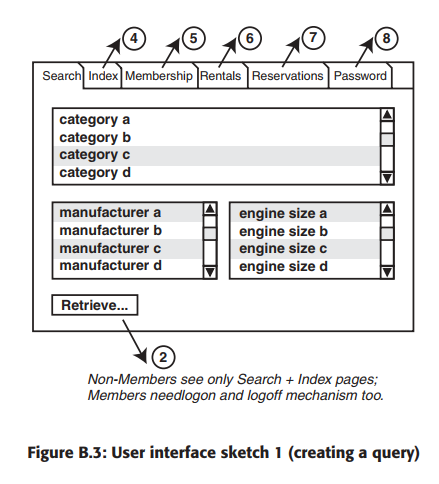 4 5 6 7 8
Search Index Membership Rentals Reservations Password
category a
category b
category c
category d
manufacturer a
manufacturer b
manufacturer c
manufacturer d
engine size a
engine size b
engine size c
engine size d
Retrieve...
2
Non-Members see only Search + Index pages;
Members needlogon and logoff mechanism too.
Figure B.3: User interface sketch 1 (creating a query)